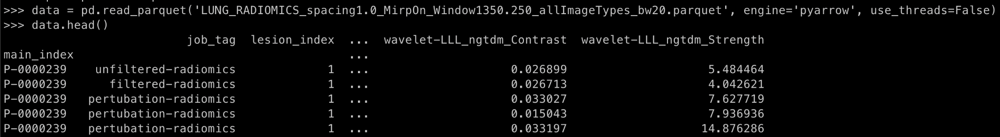 >>> data = pd.read_parquet('LUNG_RADIOMICS_spacing1.0_MirpOn_Window1350.250_allImageTypes_bw20.parquet', engine='pyarrow', use_threads=False)
>>> data.head()
job_tag lesion_index ... wavelet-LLL_ngtdm_Contrast wavelet-LLL_ngtdm_Strength
main_index ...
P-0000239 unfiltered-radiomics 1 ... 0.026899 5.484464
P-0000239 filtered-radiomics 1 ... 0.026713 4.042621
P-0000239 pertubation-radiomics 1 ... 0.033027 7.627719
P-0000239 pertubation-radiomics 1 ... 0.015043 7.936936
P-0000239 pertubation-radiomics 1 ... 0.033197 14.876286